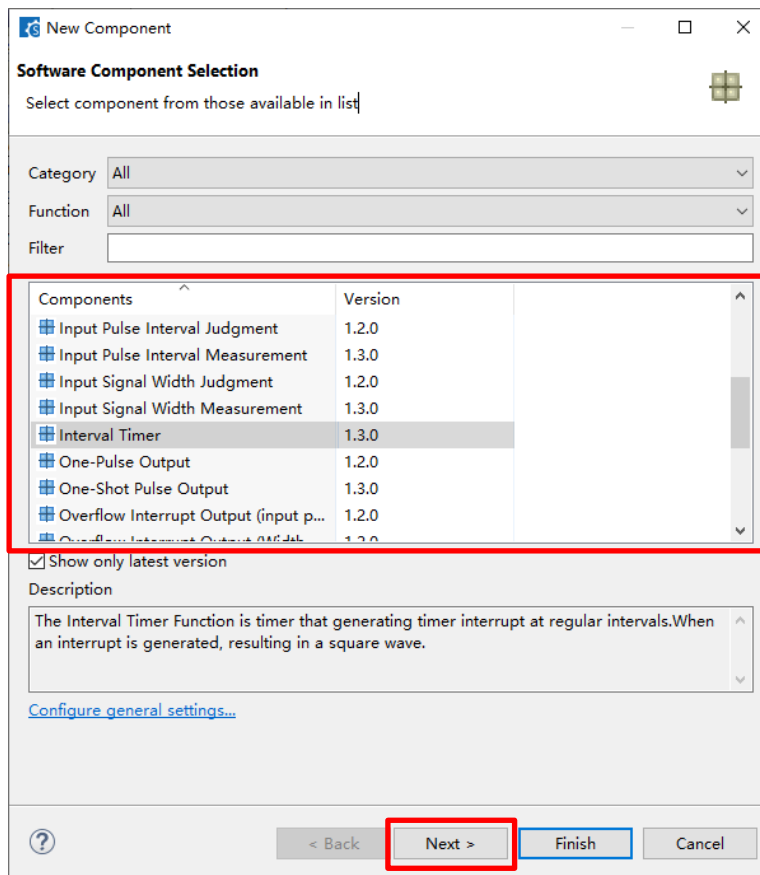 New Component
Software Component Selection
Select component from those available in list
Category All
Function All
Filter
Components Version
Input Pulse Interval Judgment 1.2.0
Input Pulse Interval Measurement 1.3.0
Input Signal Width Judgment 1.2.0
Input Signal Width Measurement 1.3.0
Interval Timer 1.3.0
One-Pulse Output 1.2.0
One-Shot Pulse Output 1.3.0
Overflow Interrupt Output (input p... 1.2.0
Overflow Interrupt Output (Width
Show only latest version
Description
The Interval Timer Function is timer that generating timer interrupt at regular intervals.When
an interrupt is generated, resulting in a square wave.
Configure general settings...
? < Back Next > Finish Cancel